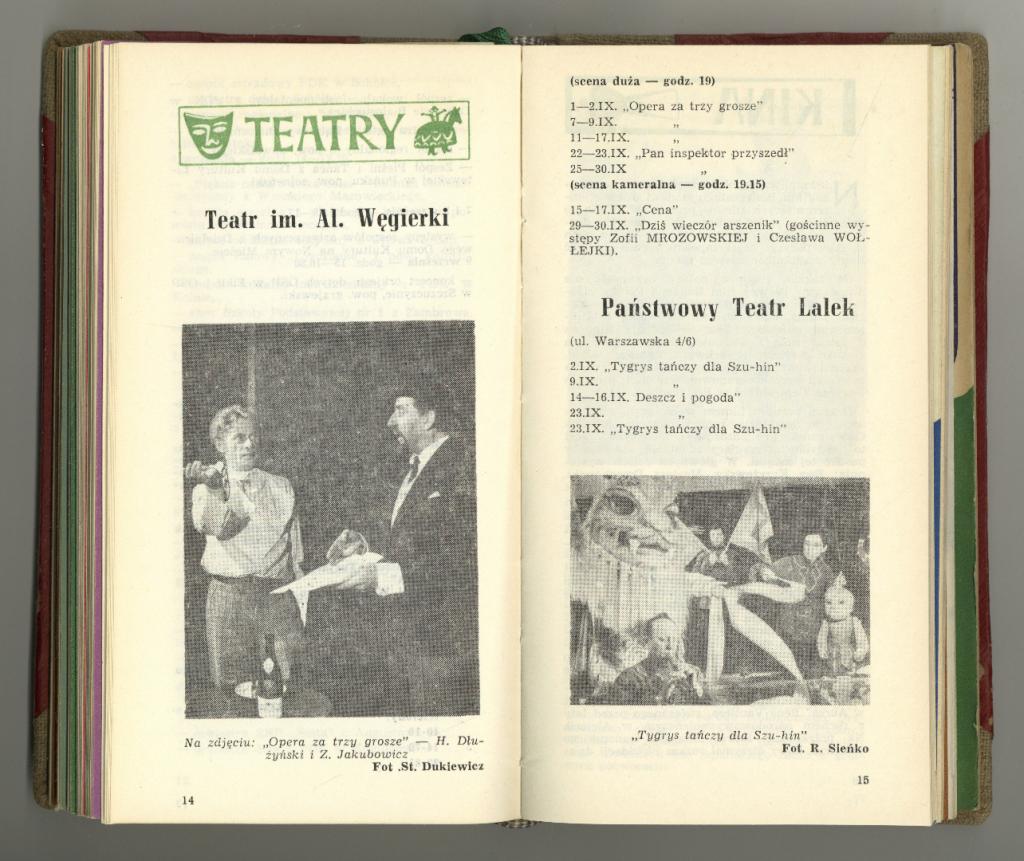 TEATRY
Teatr im. Al. Węgierki
Na zdjęciu: „Opera za trzy grosze" — H. Dłu-
żyński i Z. Jakubowicz
Fot .St. Dukiewicz
14
(scena duża — godz. 19)
1—2.IX. „Opera za trzy grosze"
7—9.IX. „
11—17.IX. „
22—23.IX. „Pan inspektor przyszedł"
25—30.IX „
(scena kameralna — godz. 19.15)
15—17.IX. „Cena"
29—30.IX. „Dziś wieczór arszenik" (gościnne wy-
stępy Zofii MROZOWSKIEJ i Czesława WOŁ-
ŁEJKI).
Państwowy Teatr Lalek
(ul. Warszawska 4/6)
2.IX. „Tygrys tańczy dla Szu-hin"
9.IX. „
14—16.IX. Deszcz i pogoda"
23.IX. „
23.IX. „Tygrys tańczy dla Szu-hin"
„Tygrys tańczy dla Szu-hin"
Fot. R. Sieńko
15